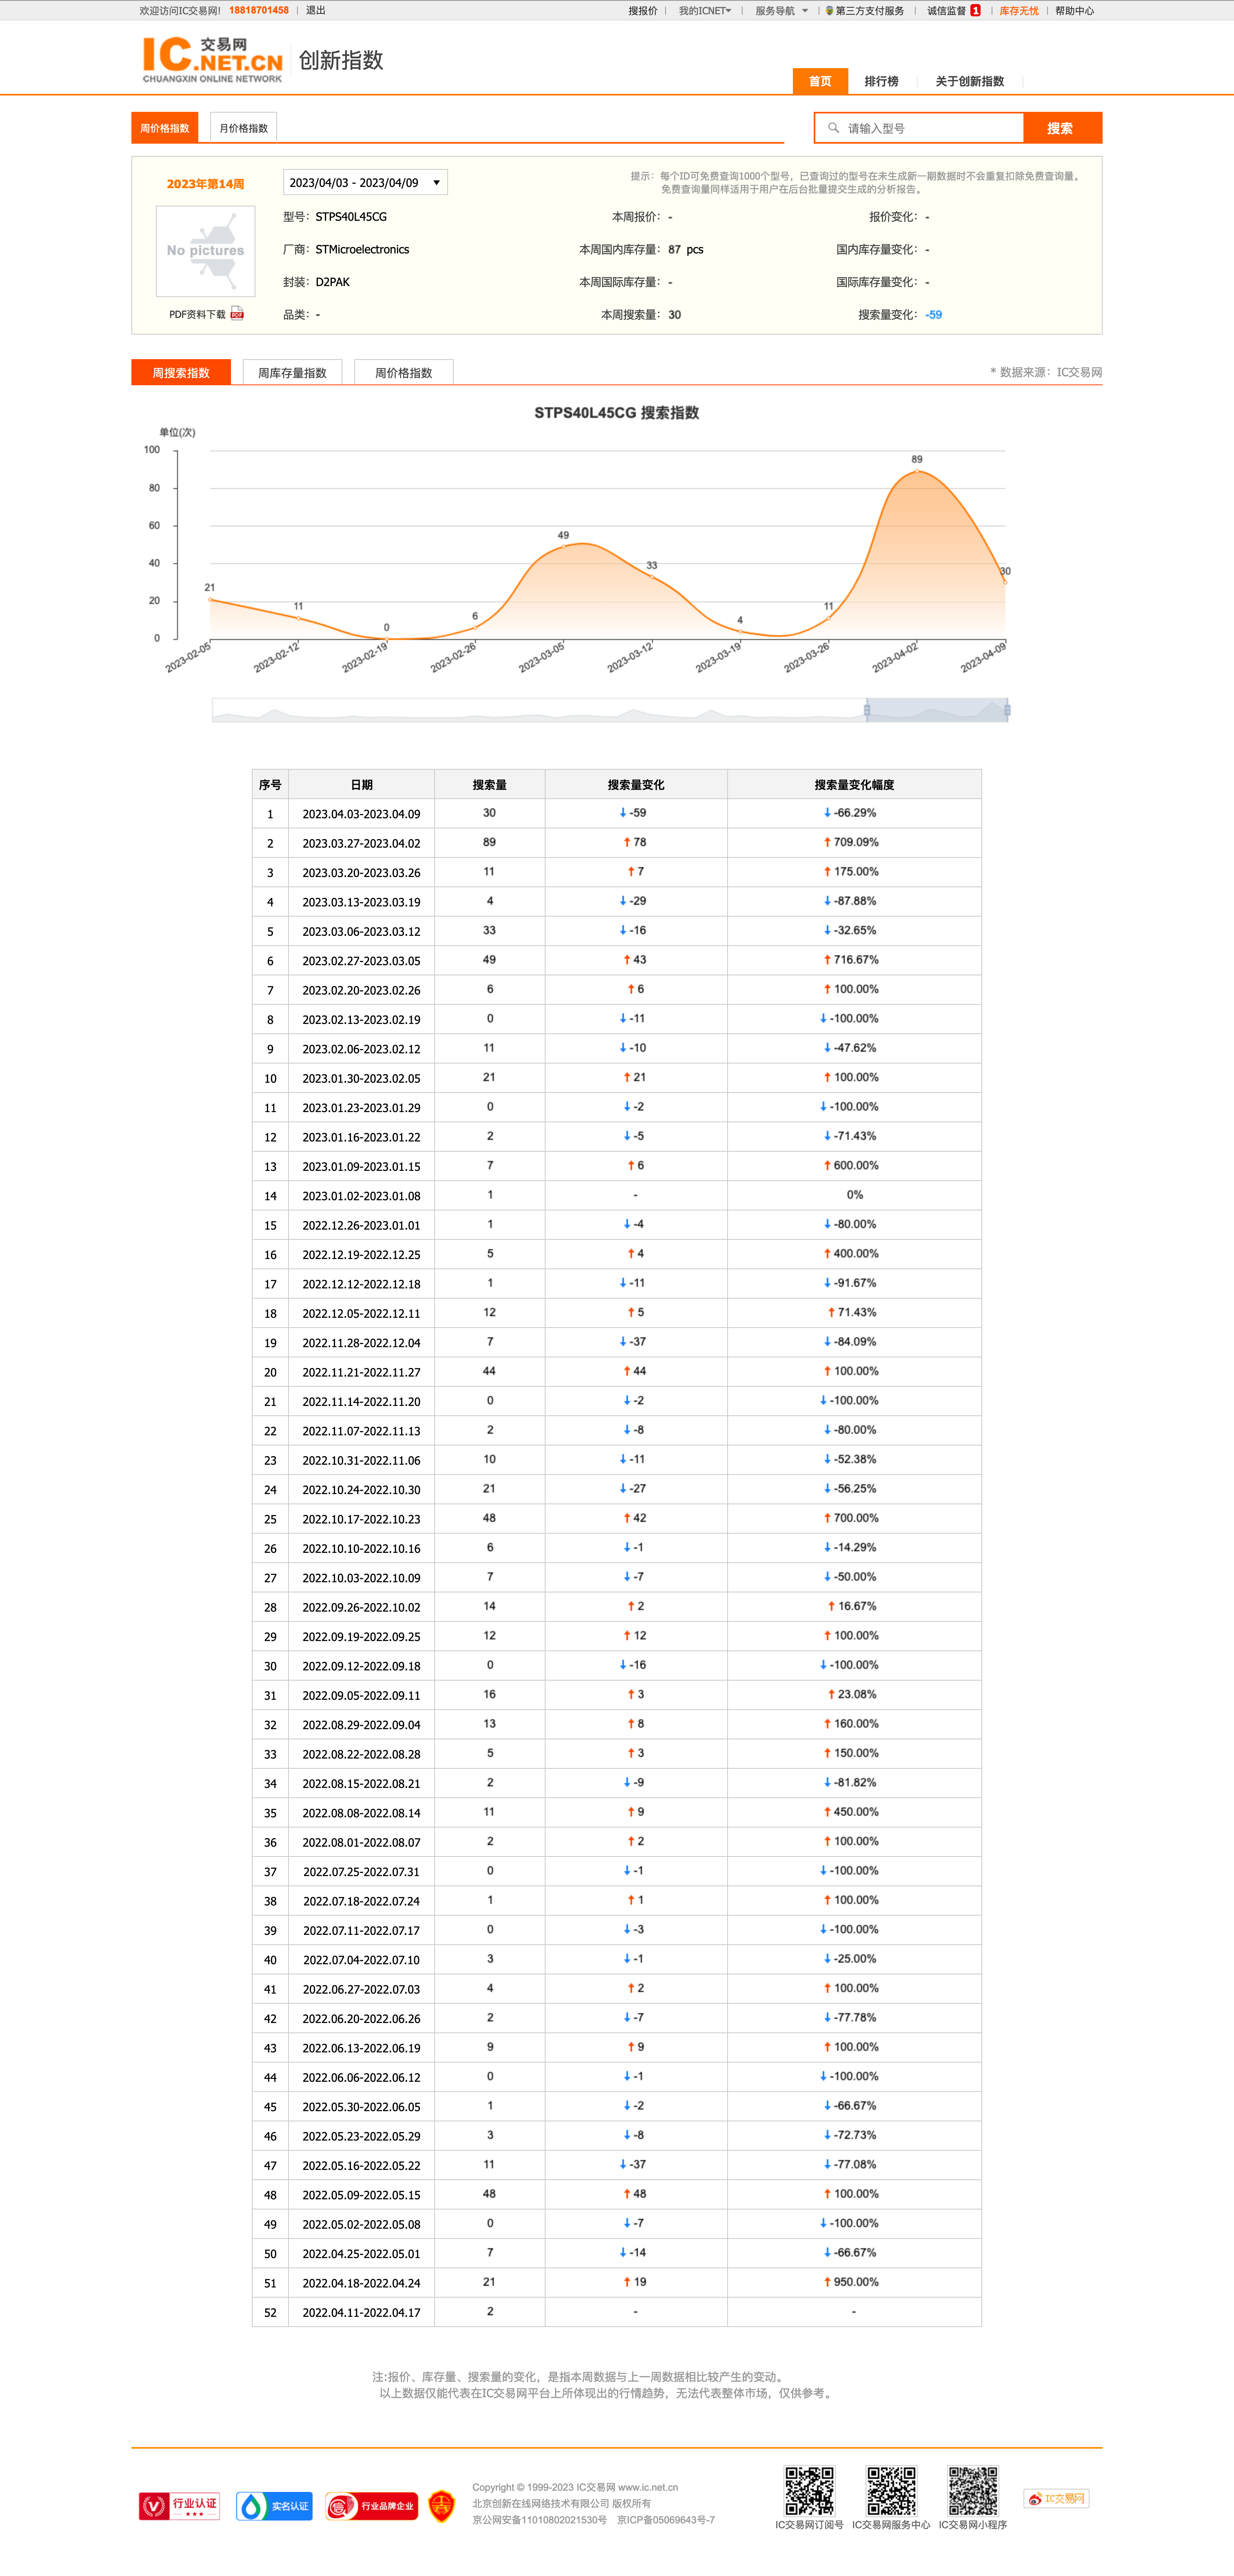 欢迎访问IC交易网! 18818701458 | 退出 搜报价 | 我的ICNET | 服务导航 | 第三方支付服务 | 诚信监督 1 | 库存无忧 | 帮助中心
IC 交易网 .NET.CN 创新指数
CHUANGXIN ONLINE NETWORK
首页 排行榜 关于创新指数
周价格指数 月价格指数 请输入型号 搜索
2023年第14周 2023/04/03 - 2023/04/09
提示：每个ID可免费查询1000个型号，已查询过的型号在未生成新一期数据时不会重复扣除免费查询量。
免费查询量同样适用于用户在后台批量提交生成的分析报告。
No pictures
PDF资料下载 PDF
型号：STPS40L45CG 本周报价：- 报价变化：-
厂商：STMicroelectronics 本周国内库存量：87 pcs 国内库存量变化：-
封装：D2PAK 本周国际库存量：- 国际库存量变化：-
品类：- 本周搜索量：30 搜索量变化：-59
周搜索指数 周库存量指数 周价格指数 * 数据来源：IC交易网
STPS40L45CG 搜索指数
单位(次)
100
80
60
40
20
0
21 11 0 6 49 33 4 11 89 30
2023-02-05 2023-02-12 2023-02-19 2023-02-26 2023-03-05 2023-03-12 2023-03-19 2023-03-26 2023-04-02 2023-04-09
序号 日期 搜索量 搜索量变化 搜索量变化幅度
1 2023.04.03-2023.04.09 30 ↓-59 ↓-66.29%
2 2023.03.27-2023.04.02 89 ↑78 ↑709.09%
3 2023.03.20-2023.03.26 11 ↑7 ↑175.00%
4 2023.03.13-2023.03.19 4 ↓-29 ↓-87.88%
5 2023.03.06-2023.03.12 33 ↓-16 ↓-32.65%
6 2023.02.27-2023.03.05 49 ↑43 ↑716.67%
7 2023.02.20-2023.02.26 6 ↑6 ↑100.00%
8 2023.02.13-2023.02.19 0 ↓-11 ↓-100.00%
9 2023.02.06-2023.02.12 11 ↓-10 ↓-47.62%
10 2023.01.30-2023.02.05 21 ↑21 ↑100.00%
11 2023.01.23-2023.01.29 0 ↓-2 ↓-100.00%
12 2023.01.16-2023.01.22 2 ↓-5 ↓-71.43%
13 2023.01.09-2023.01.15 7 ↑6 ↑600.00%
14 2023.01.02-2023.01.08 1 - 0%
15 2022.12.26-2023.01.01 1 ↓-4 ↓-80.00%
16 2022.12.19-2022.12.25 5 ↑4 ↑400.00%
17 2022.12.12-2022.12.18 1 ↓-11 ↓-91.67%
18 2022.12.05-2022.12.11 12 ↑5 ↑71.43%
19 2022.11.28-2022.12.04 7 ↓-37 ↓-84.09%
20 2022.11.21-2022.11.27 44 ↑44 ↑100.00%
21 2022.11.14-2022.11.20 0 ↓-2 ↓-100.00%
22 2022.11.07-2022.11.13 2 ↓-8 ↓-80.00%
23 2022.10.31-2022.11.06 10 ↓-11 ↓-52.38%
24 2022.10.24-2022.10.30 21 ↓-27 ↓-56.25%
25 2022.10.17-2022.10.23 48 ↑42 ↑700.00%
26 2022.10.10-2022.10.16 6 ↓-1 ↓-14.29%
27 2022.10.03-2022.10.09 7 ↓-7 ↓-50.00%
28 2022.09.26-2022.10.02 14 ↑2 ↑16.67%
29 2022.09.19-2022.09.25 12 ↑12 ↑100.00%
30 2022.09.12-2022.09.18 0 ↓-16 ↓-100.00%
31 2022.09.05-2022.09.11 16 ↑3 ↑23.08%
32 2022.08.29-2022.09.04 13 ↑8 ↑160.00%
33 2022.08.22-2022.08.28 5 ↑3 ↑150.00%
34 2022.08.15-2022.08.21 2 ↓-9 ↓-81.82%
35 2022.08.08-2022.08.14 11 ↑9 ↑450.00%
36 2022.08.01-2022.08.07 2 ↑2 ↑100.00%
37 2022.07.25-2022.07.31 0 ↓-1 ↓-100.00%
38 2022.07.18-2022.07.24 1 ↑1 ↑100.00%
39 2022.07.11-2022.07.17 0 ↓-3 ↓-100.00%
40 2022.07.04-2022.07.10 3 ↓-1 ↓-25.00%
41 2022.06.27-2022.07.03 4 ↑2 ↑100.00%
42 2022.06.20-2022.06.26 2 ↓-7 ↓-77.78%
43 2022.06.13-2022.06.19 9 ↑9 ↑100.00%
44 2022.06.06-2022.06.12 0 ↓-1 ↓-100.00%
45 2022.05.30-2022.06.05 1 ↓-2 ↓-66.67%
46 2022.05.23-2022.05.29 3 ↓-8 ↓-72.73%
47 2022.05.16-2022.05.22 11 ↓-37 ↓-77.08%
48 2022.05.09-2022.05.15 48 ↑48 ↑100.00%
49 2022.05.02-2022.05.08 0 ↓-7 ↓-100.00%
50 2022.04.25-2022.05.01 7 ↓-14 ↓-66.67%
51 2022.04.18-2022.04.24 21 ↑19 ↑950.00%
52 2022.04.11-2022.04.17 2 - -
注:报价、库存量、搜索量的变化，是指本周数据与上一周数据相比较产生的变动。
以上数据仅能代表在IC交易网平台上所体现出的行情趋势，无法代表整体市场，仅供参考。
行业认证 实名认证 信 行业品牌企业
Copyright © 1999-2023 IC交易网 www.ic.net.cn
北京创新在线网络技术有限公司 版权所有
京公网安备11010802021530号 京ICP备05069643号-7
IC交易网订阅号 IC交易网服务中心 IC交易网小程序
IC交易网